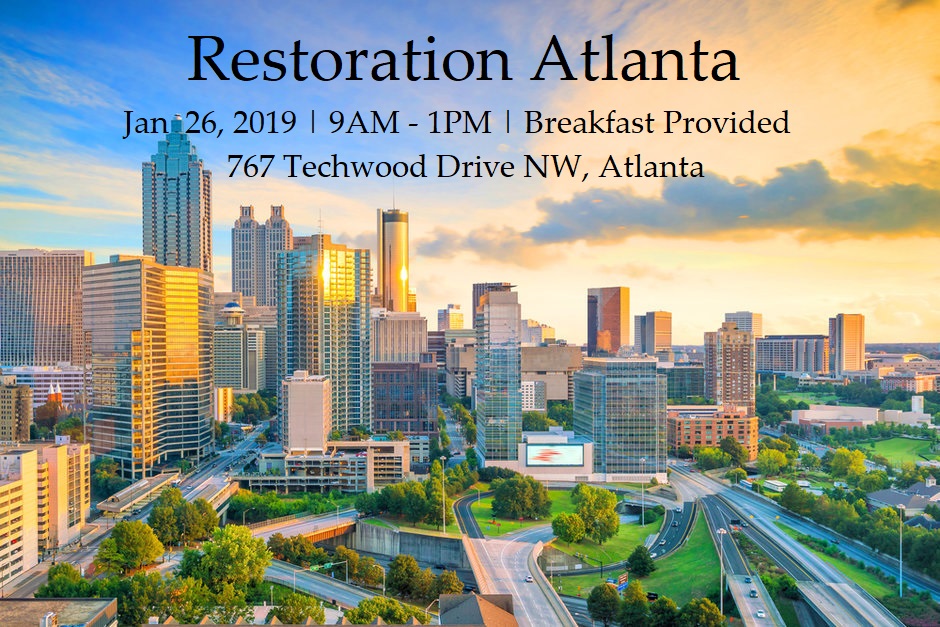 Restoration Atlanta
Jan. 26, 2019 | 9AM - 1PM | Breakfast Provided
767 Techwood Drive NW, Atlanta